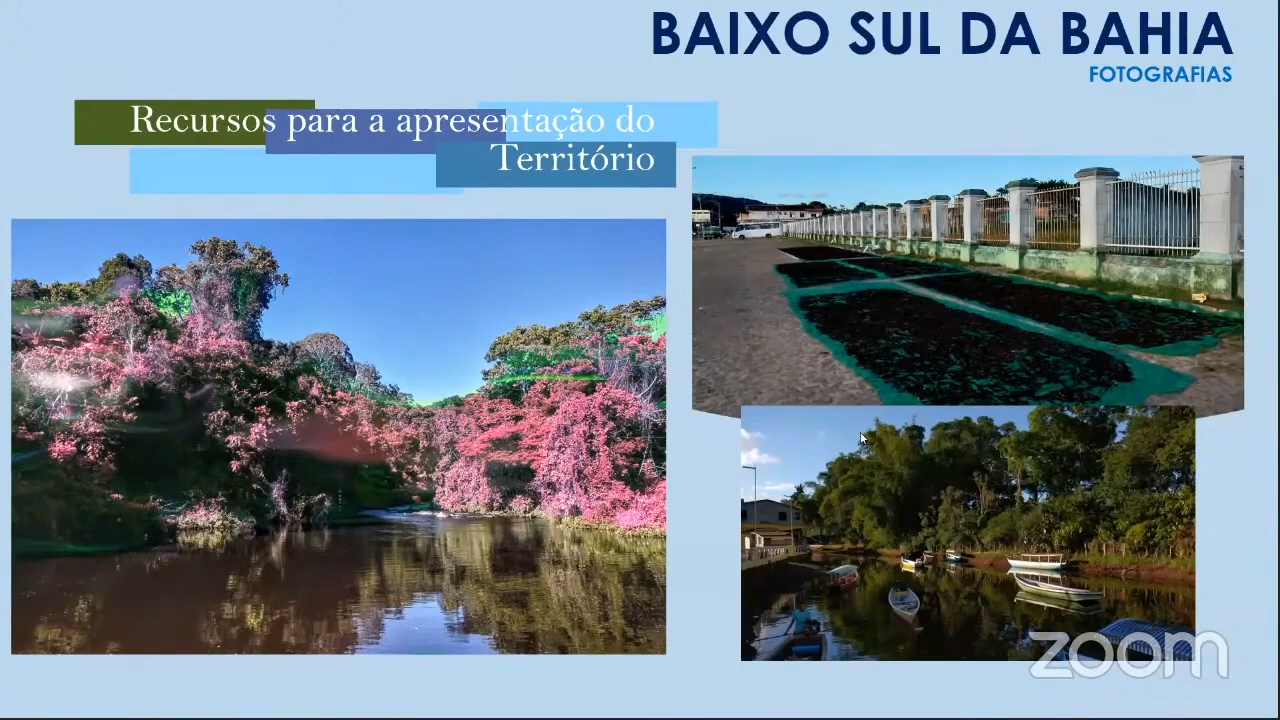 BAIXO SUL DA BAHIA
FOTOGRAFIAS
Recursos para a apresentação do
Território
zoom